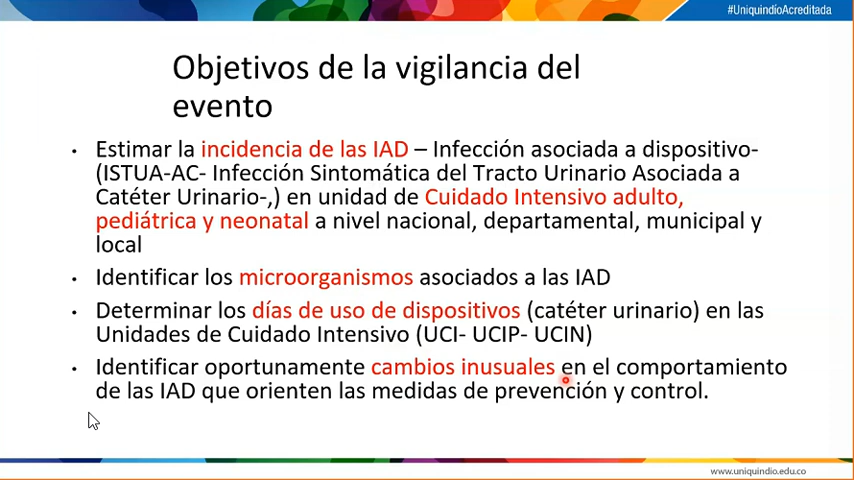 #UniquindioAcreditada
Objetivos de la vigilancia del
evento
• Estimar la incidencia de las IAD – Infección asociada a dispositivo-
(ISTUA-AC- Infección Sintomática del Tracto Urinario Asociada a
Catéter Urinario-,) en unidad de Cuidado Intensivo adulto,
pediátrica y neonatal a nivel nacional, departamental, municipal y
local
• Identificar los microorganismos asociados a las IAD
• Determinar los días de uso de dispositivos (catéter urinario) en las
Unidades de Cuidado Intensivo (UCI- UCIP- UCIN)
• Identificar oportunamente cambios inusuales en el comportamiento
de las IAD que orienten las medidas de prevención y control.
www.uniquindio.edu.co